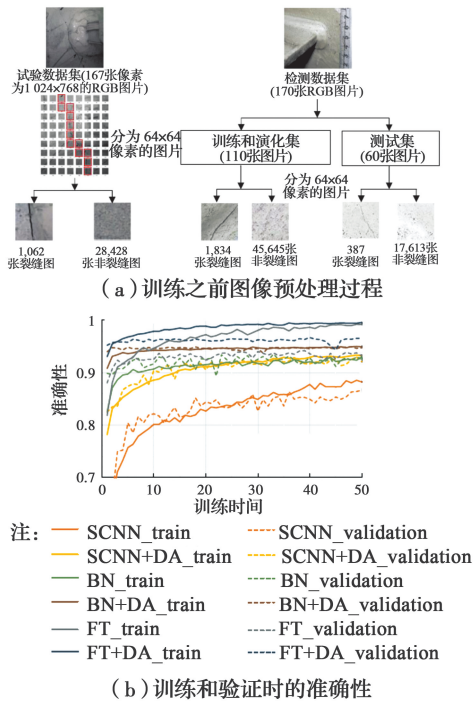 试验数据集(167张像素
为1 024×768的RGB图片)
检测数据集
(170张RGB图片)
分为 64×64
像素的图片
训练和演化集
(110张图片)
测试集
(60张图片)
分为 64×64
像素的图片
1,062
张裂缝图
28,428
张非裂缝图
1,834
张裂缝图
45,645张
非裂缝图
387
张裂缝图
17,613张
非裂缝图
(a)训练之前图像预处理过程
准确性
1
0.9
0.8
0.7
0
10
20
30
40
50
训练时间
注:
SCNN_train
SCNN_validation
SCNN+DA_train
SCNN+DA_validation
BN_train
BN_validation
BN+DA_train
BN+DA_validation
FT_train
FT_validation
FT+DA_train
FT+DA_validation
(b)训练和验证时的准确性